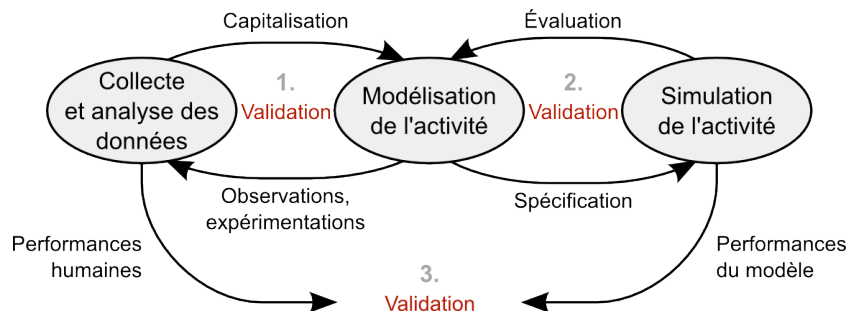 Capitalisation
Évaluation
Collecte
et analyse des
données
1.
Validation
Modélisation
de l'activité
2.
Validation
Simulation
de l'activité
Observations,
expérimentations
Spécification
Performances
humaines
3.
Validation
Performances
du modèle